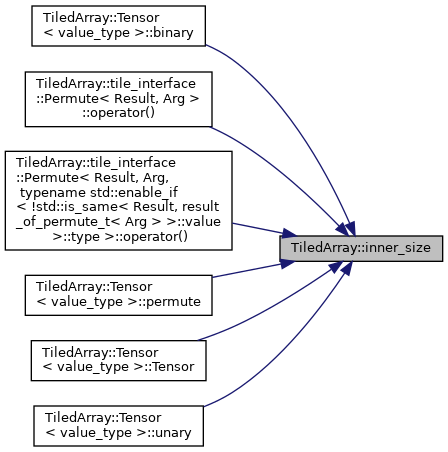 TiledArray::Tensor
< value_type >::binary
TiledArray::tile_interface
::Permute< Result, Arg >
::operator()
TiledArray::tile_interface
::Permute< Result, Arg,
typename std::enable_if
< !std::is_same< Result, result
_of_permute_t< Arg > >::value
>::type >::operator()
TiledArray::inner_size
TiledArray::Tensor
< value_type >::permute
TiledArray::Tensor
< value_type >::Tensor
TiledArray::Tensor
< value_type >::unary